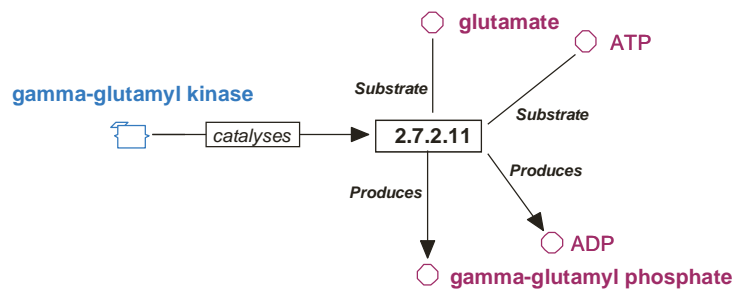 glutamate
ATP
Substrate
gamma-glutamyl kinase
Substrate
catalyses
2.7.2.11
Produces
Produces
ADP
gamma-glutamyl phosphate